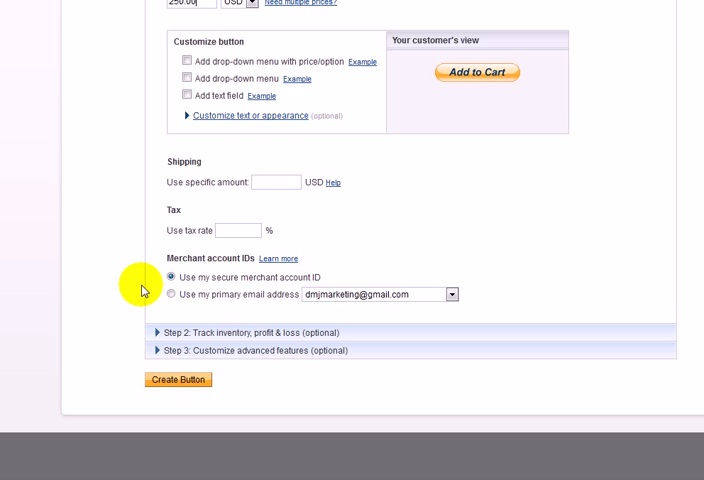 250.00 USD Need multiple prices?
Customize button
Your customer's view
Add drop-down menu with price/option Example
Add drop-down menu Example
Add text field Example
Customize text or appearance (optional)
Add to Cart
Shipping
Use specific amount: USD Help
Tax
Use tax rate %
Merchant account IDs Learn more
Use my secure merchant account ID
Use my primary email address dmjmarketing@gmail.com
Step 2: Track inventory, profit & loss (optional)
Step 3: Customize advanced features (optional)
Create Button